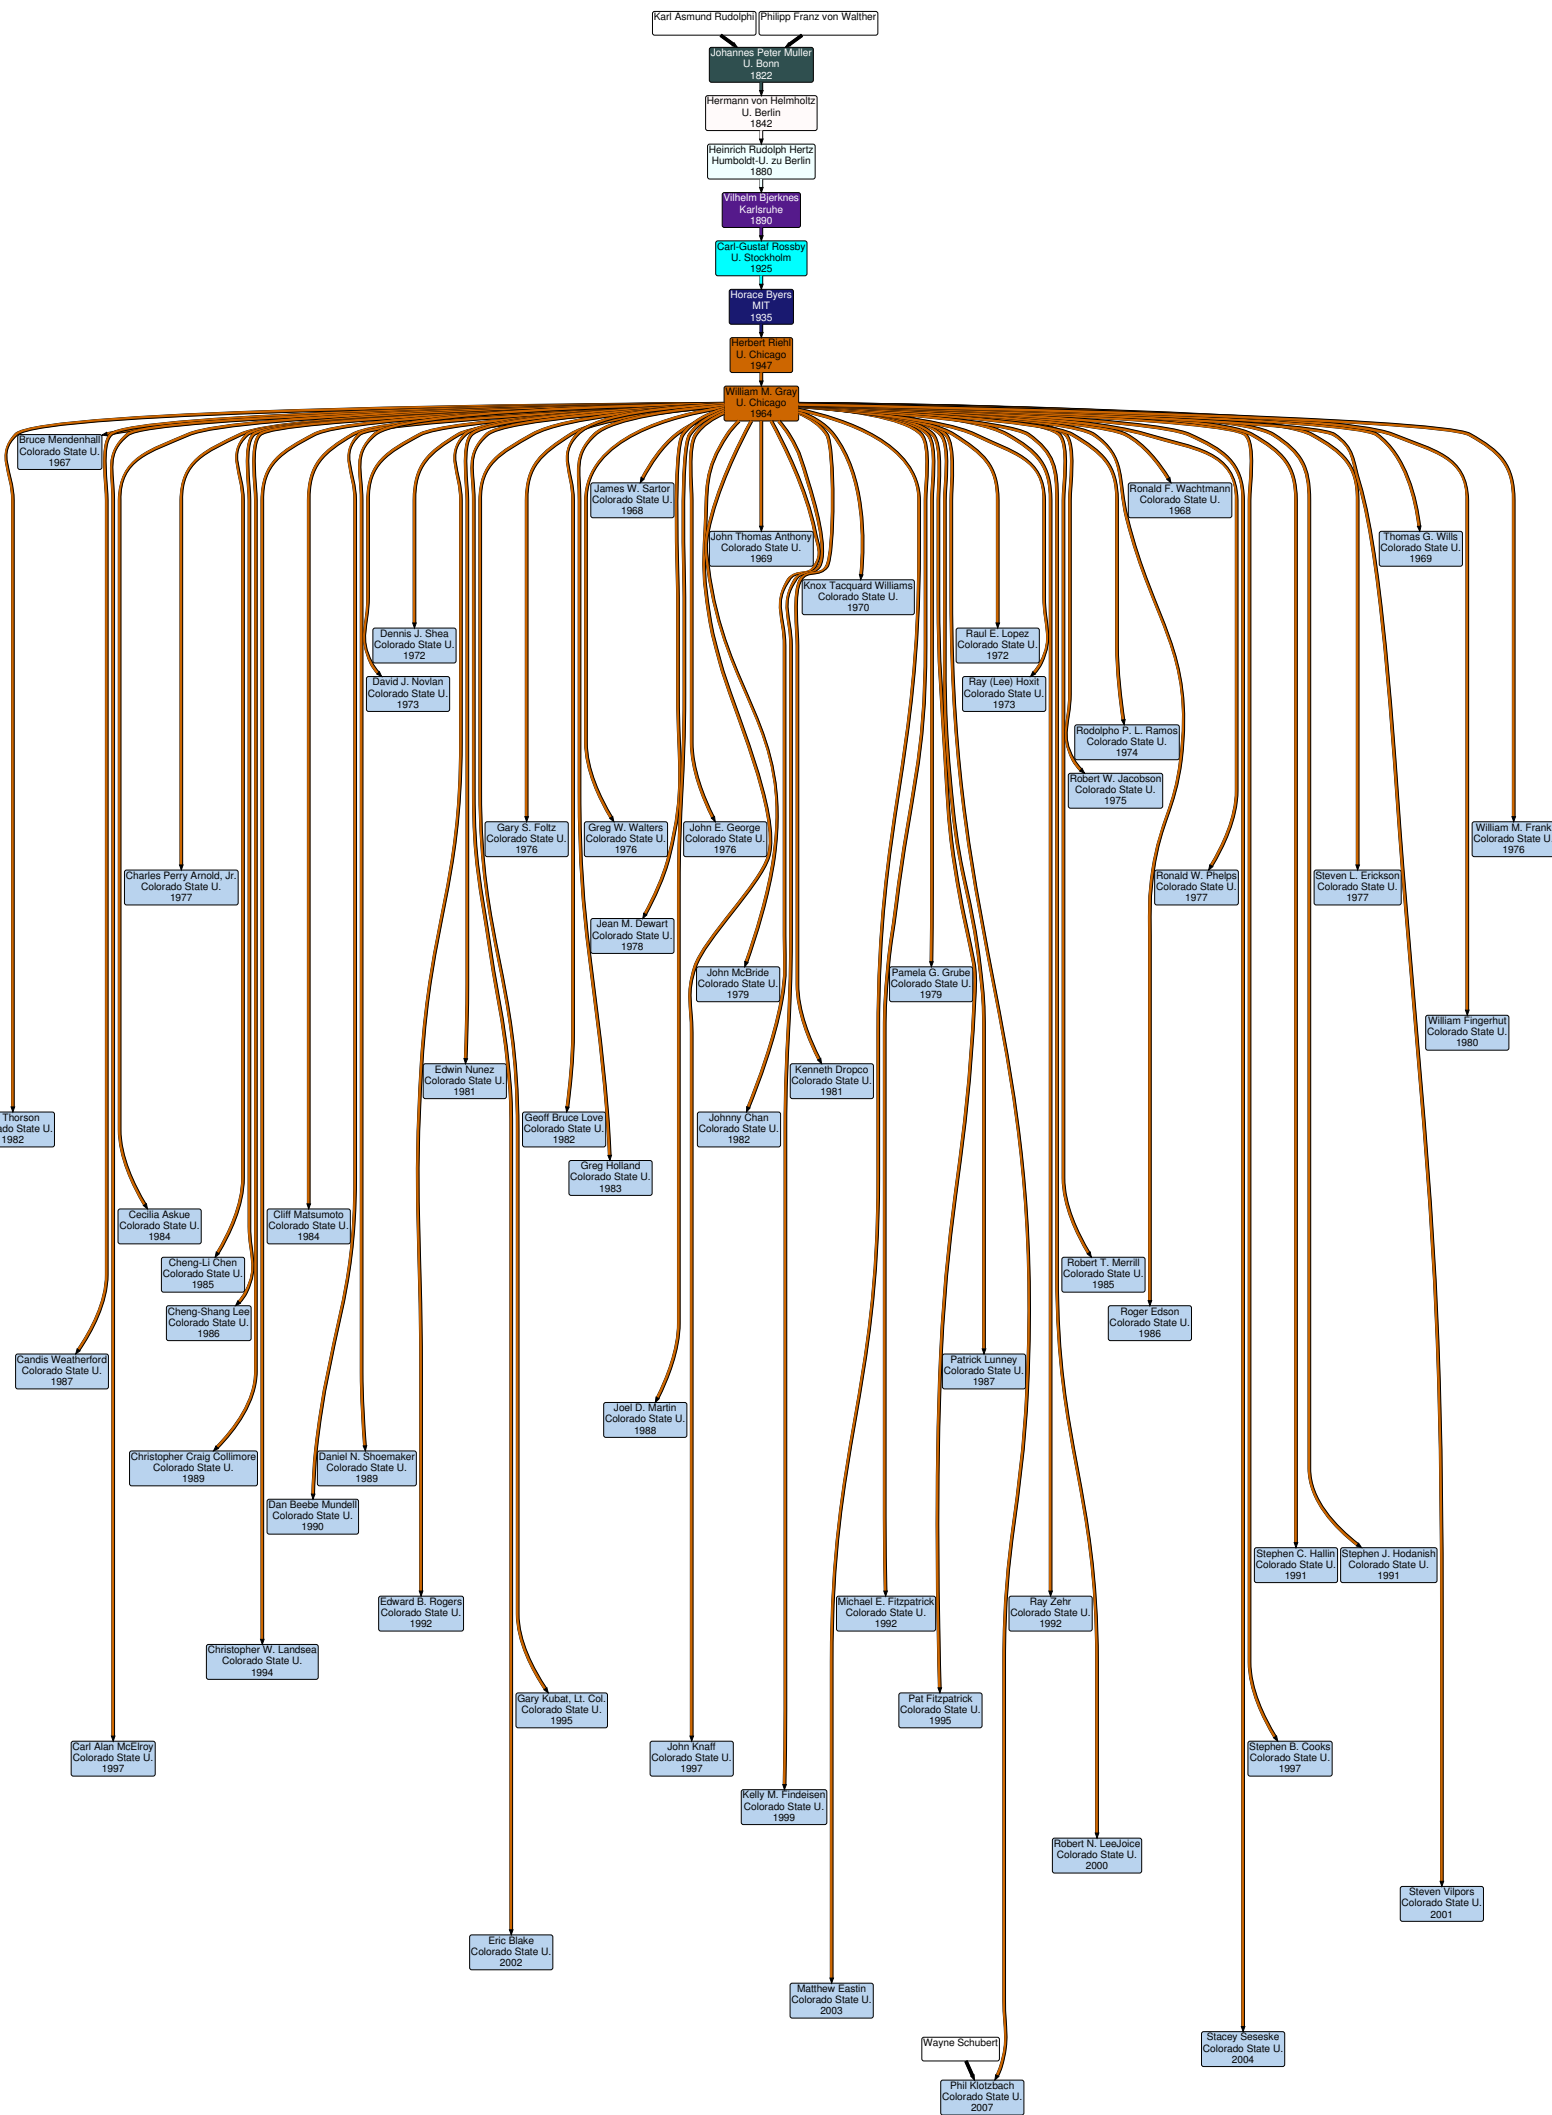 Karl Asmund Rudolphi
Philipp Franz von Walther
Johannes Peter Muller
U. Bonn
1822
Hermann von Helmholtz
U. Berlin
1842
Heinrich Rudolph Hertz
Humboldt-U. zu Berlin
1880
Vilhelm Bjerknes
Karlsruhe
1890
Carl-Gustaf Rossby
U. Stockholm
1925
Horace Byers
MIT
1935
Herbert Riehl
U. Chicago
1947
William M. Gray
U. Chicago
1964
Bruce Mendenhall
Colorado State U.
1967
James W. Sartor
Colorado State U.
1968
Ronald F. Wachtmann
Colorado State U.
1968
John Thomas Anthony
Colorado State U.
1969
Thomas G. Wills
Colorado State U.
1969
Knox Tacquard Williams
Colorado State U.
1970
Dennis J. Shea
Colorado State U.
1972
Raul E. Lopez
Colorado State U.
1972
David J. Novlan
Colorado State U.
1973
Ray (Lee) Hoxit
Colorado State U.
1973
Rodolpho P. L. Ramos
Colorado State U.
1974
Robert W. Jacobson
Colorado State U.
1975
Gary S. Foltz
Colorado State U.
1976
Greg W. Walters
Colorado State U.
1976
John E. George
Colorado State U.
1976
William M. Frank
Colorado State U
1976
Charles Perry Arnold, Jr.
Colorado State U.
1977
Ronald W. Phelps
Colorado State U.
1977
Steven L. Erickson
Colorado State U.
1977
Jean M. Dewart
Colorado State U.
1978
John McBride
Colorado State U.
1979
Pamela G. Grube
Colorado State U.
1979
William Fingerhut
Colorado State U.
1980
Edwin Nunez
Colorado State U.
1981
Kenneth Dropco
Colorado State U.
1981
Thorson
ado State U.
1982
Geoff Bruce Love
Colorado State U.
1982
Johnny Chan
Colorado State U.
1982
Greg Holland
Colorado State U.
1983
Cecilia Askue
Colorado State U.
1984
Cliff Matsumoto
Colorado State U.
1984
Cheng-Li Chen
Colorado State U.
1985
Robert T. Merrill
Colorado State U.
1985
Cheng-Shang Lee
Colorado State U.
1986
Roger Edson
Colorado State U.
1986
Candis Weatherford
Colorado State U.
1987
Patrick Lunney
Colorado State U.
1987
Joel D. Martin
Colorado State U.
1988
Christopher Craig Collimore
Colorado State U.
1989
Daniel N. Shoemaker
Colorado State U.
1989
Dan Beebe Mundell
Colorado State U.
1990
Stephen C. Hallin
Colorado State U.
1991
Stephen J. Hodanish
Colorado State U.
1991
Edward B. Rogers
Colorado State U.
1992
Michael E. Fitzpatrick
Colorado State U.
1992
Ray Zehr
Colorado State U.
1992
Christopher W. Landsea
Colorado State U.
1994
Gary Kubat, Lt. Col.
Colorado State U.
1995
Pat Fitzpatrick
Colorado State U.
1995
Carl Alan McElroy
Colorado State U.
1997
John Knaff
Colorado State U.
1997
Stephen B. Cooks
Colorado State U.
1997
Kelly M. Findeisen
Colorado State U.
1999
Robert N. LeeJoice
Colorado State U.
2000
Steven Vilpors
Colorado State U.
2001
Eric Blake
Colorado State U.
2002
Matthew Eastin
Colorado State U.
2003
Stacey Seseske
Colorado State U.
2004
Wayne Schubert
Phil Klotzbach
Colorado State U.
2007